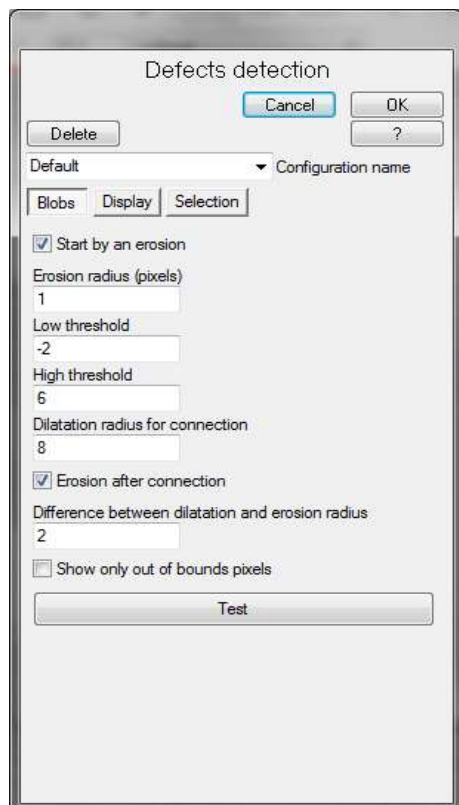 Defects detection
Cancel OK
Delete ?
Default Configuration name
Blobs Display Selection
Start by an erosion
Erosion radius (pixels)
1
Low threshold
-2
High threshold
6
Dilatation radius for connection
8
Erosion after connection
Difference between dilatation and erosion radius
2
Show only out of bounds pixels
Test